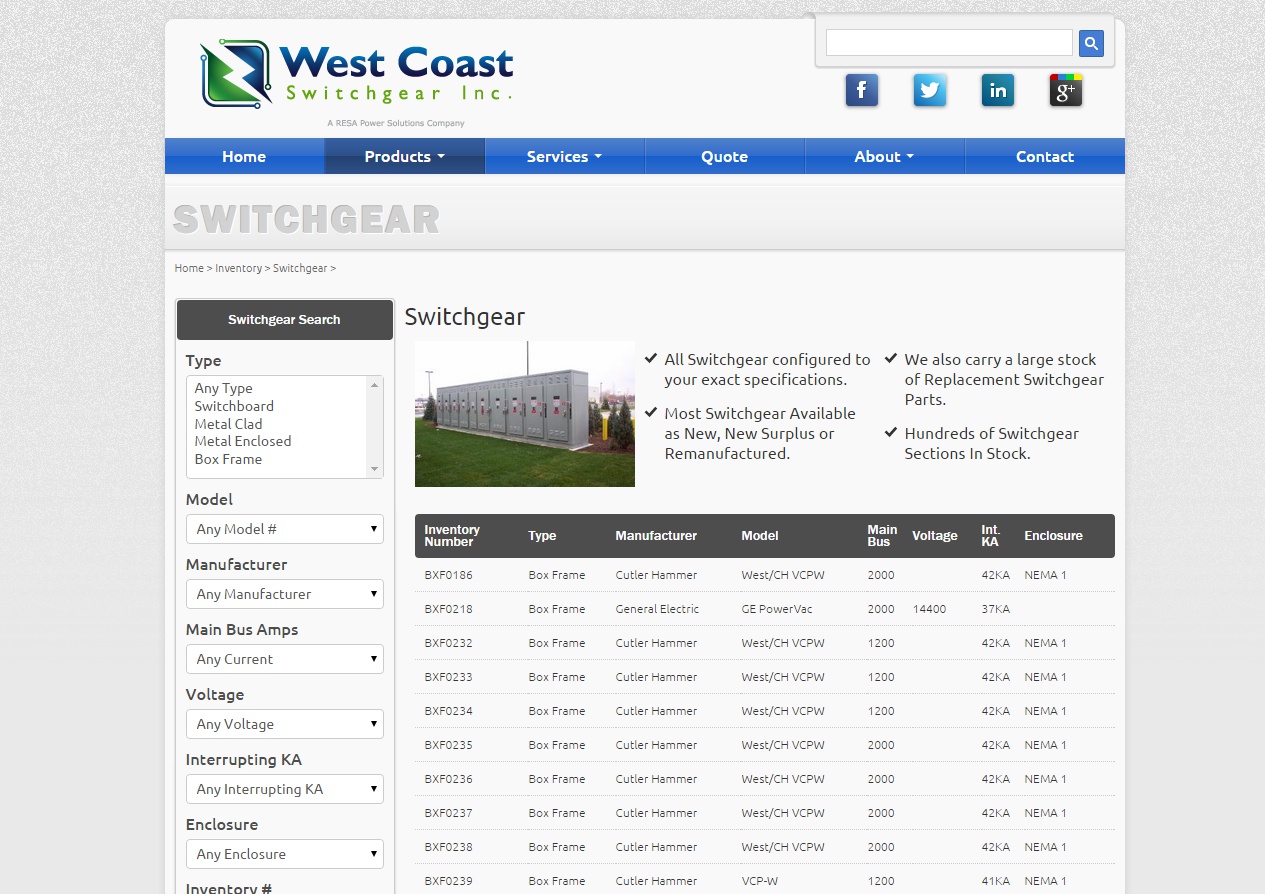 West Coast
Switchgear Inc.
A RESA Power Solutions Company
f
in
g+
Home
Products
Services
Quote
About
Contact
SWITCHGEAR
Home > Inventory > Switchgear >
Switchgear Search
Type
Any Type
Switchboard
Metal Clad
Metal Enclosed
Box Frame
Model
Any Model #
Manufacturer
Any Manufacturer
Main Bus Amps
Any Current
Voltage
Any Voltage
Interrupting KA
Any Interrupting KA
Enclosure
Any Enclosure
Inventory #
Switchgear
All Switchgear configured to
your exact specifications.
Most Switchgear Available
as New, New Surplus or
Remanufactured.
We also carry a large stock
of Replacement Switchgear
Parts.
Hundreds of Switchgear
Sections In Stock.
Inventory Number Type Manufacturer Model Main Bus Voltage Int. KA Enclosure
BXF0186 Box Frame Cutler Hammer West/CH VCPW 2000 42KA NEMA 1
BXF0218 Box Frame General Electric GE PowerVac 2000 14400 37KA
BXF0232 Box Frame Cutler Hammer West/CH VCPW 1200 42KA NEMA 1
BXF0233 Box Frame Cutler Hammer West/CH VCPW 1200 42KA NEMA 1
BXF0234 Box Frame Cutler Hammer West/CH VCPW 1200 42KA NEMA 1
BXF0235 Box Frame Cutler Hammer West/CH VCPW 2000 42KA NEMA 1
BXF0236 Box Frame Cutler Hammer West/CH VCPW 2000 42KA NEMA 1
BXF0237 Box Frame Cutler Hammer West/CH VCPW 2000 42KA NEMA 1
BXF0238 Box Frame Cutler Hammer West/CH VCPW 2000 42KA NEMA 1
BXF0239 Box Frame Cutler Hammer VCP-W 1200 41KA NEMA 1